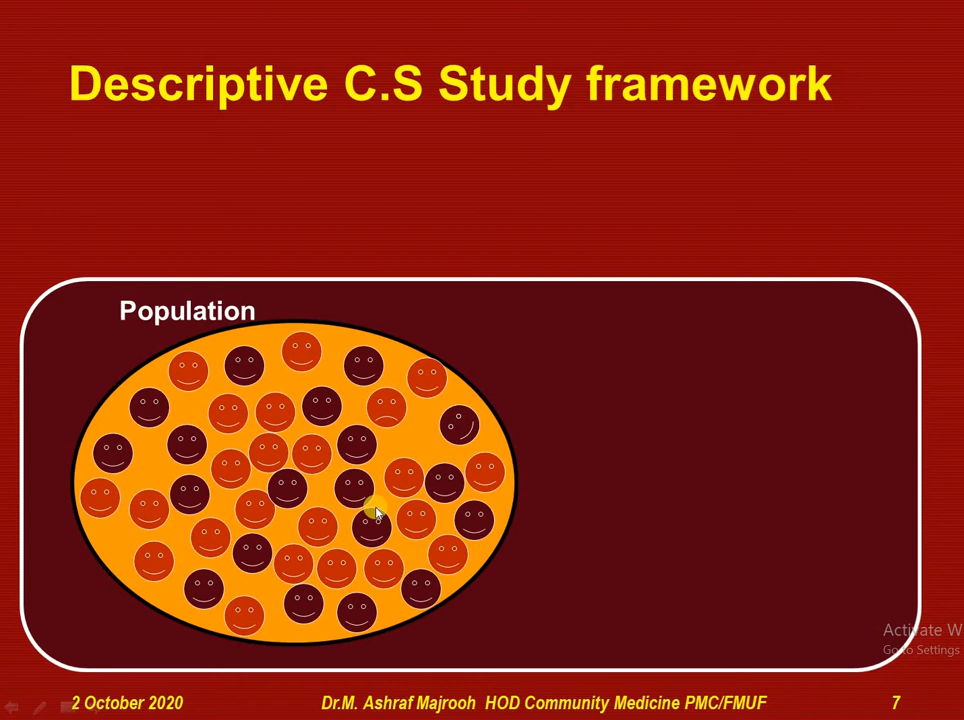 Descriptive C.S Study framework
Population
Activate W
Go to Settings
2 October 2020
Dr.M. Ashraf Majrooh HOD Community Medicine PMC/FMUF
7